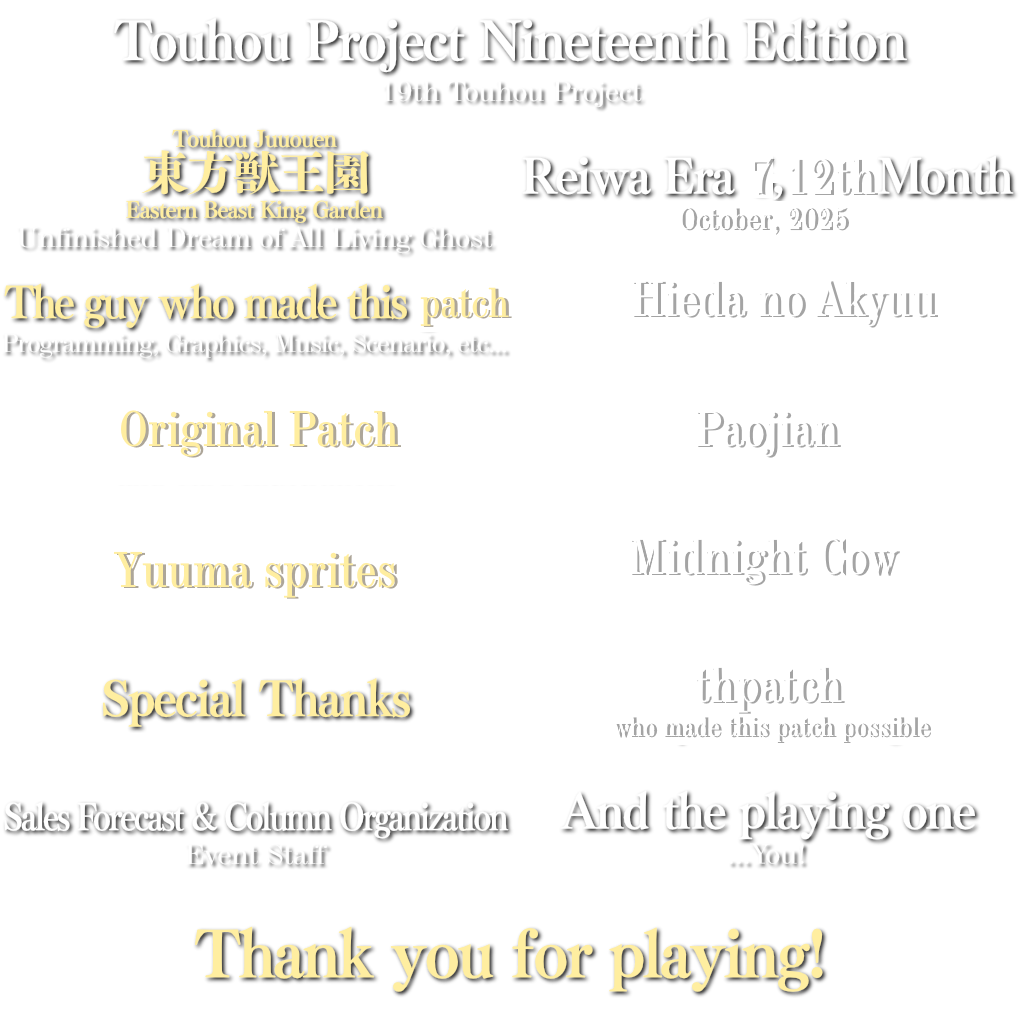 Touhou Project Nineteenth Edition
19th Touhou Project
Touhou Juuouen
東方獣王園
Eastern Beast King Garden
Unfinished Dream of All Living Ghost
Reiwa Era 7,12thMonth
October, 2025
The guy who made this patch
Programming, Graphics, Music, Scenario, etc...
Hieda no Akyuu
Original Patch
Paojian
Yuuma sprites
Midnight Cow
Special Thanks
thpatch
who made this patch possible
Sales Forecast & Column Organization
Event Staff
And the playing one
...You!
Thank you for playing!